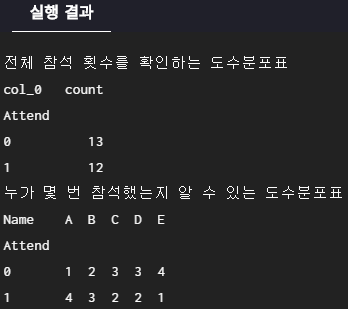 실행 결과
전체 참석 횟수를 확인하는 도수분포표
col_0 count
Attend
0 13
1 12
누가 몇 번 참석했는지 알 수 있는 도수분포표
Name A B C D E
Attend
0 1 2 3 3 4
1 4 3 2 2 1